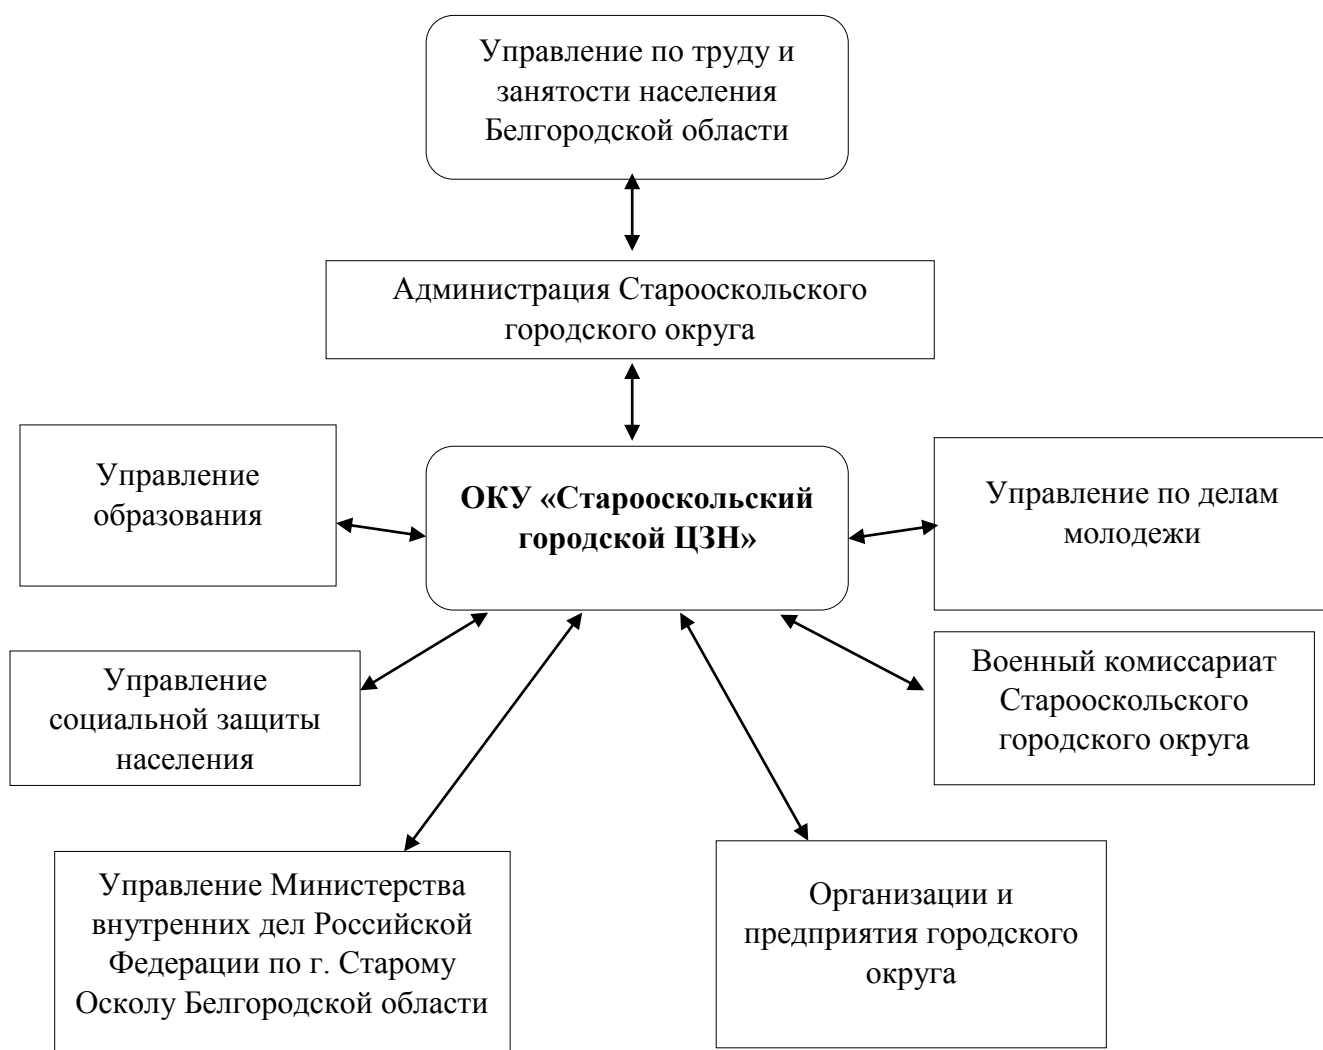 Управление по труду и
занятости населения
Белгородской области
Администрация Старооскольского
городского округа
Управление
образования
ОКУ «Старооскольский
городской ЦЗН»
Управление по делам
молодежи
Управление
социальной защиты
населения
Военный комиссариат
Старооскольского
городского округа
Управление Министерства
внутренних дел Российской
Федерации по г. Старому
Осколу Белгородской области
Организации и
предприятия городского
округа